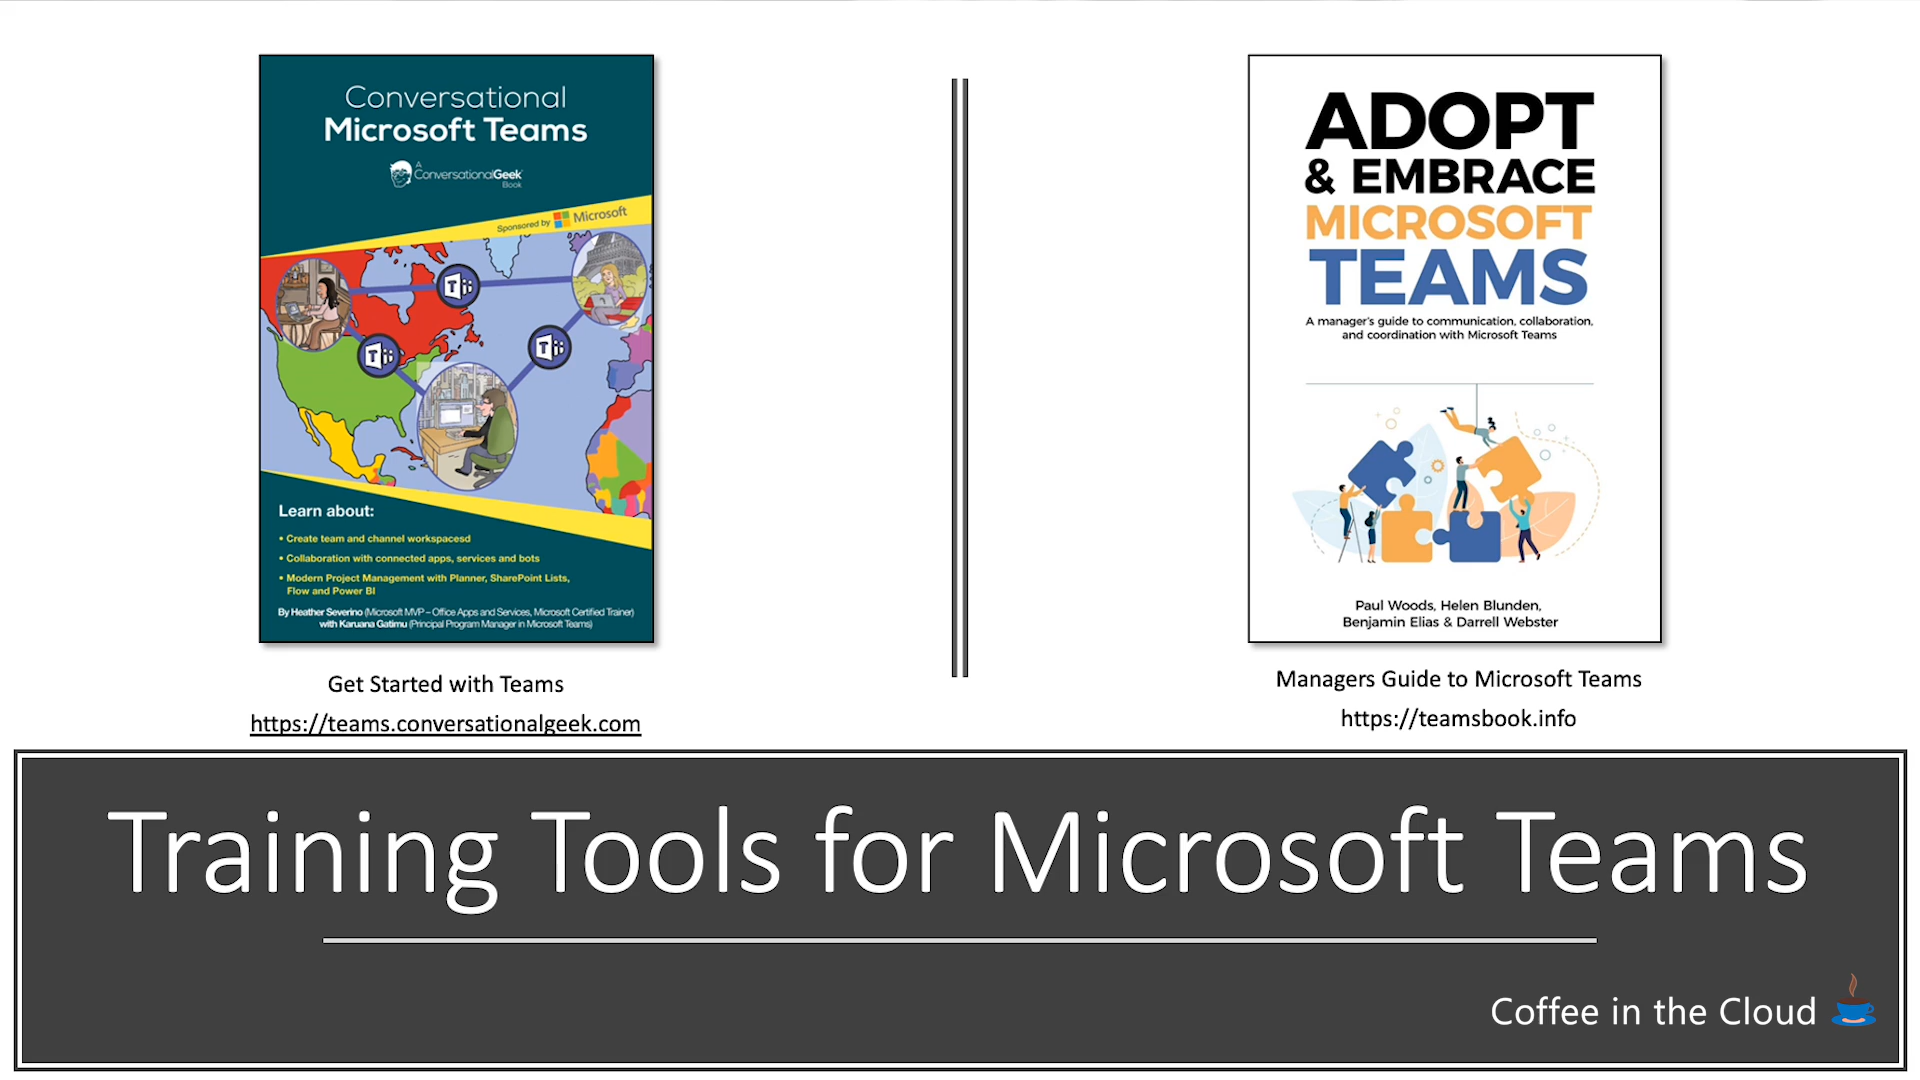 Conversational
Microsoft Teams
A
ConversationalGeek
Book
Sponsored by Microsoft
Learn about:
• Create team and channel workspacesd
• Collaboration with connected apps, services and bots
• Modern Project Management with Planner, SharePoint Lists,
Flow and Power BI
By Heather Severino (Microsoft MVP – Office Apps and Services, Microsoft Certified Trainer)
with Karuana Gatimu (Principal Program Manager in Microsoft Teams)
Get Started with Teams
https://teams.conversationalgeek.com
ADOPT
& EMBRACE
MICROSOFT
TEAMS
A manager's guide to communication, collaboration,
and coordination with Microsoft Teams
Paul Woods, Helen Blunden,
Benjamin Elias & Darrell Webster
Managers Guide to Microsoft Teams
https://teamsbook.info
Training Tools for Microsoft Teams
Coffee in the Cloud